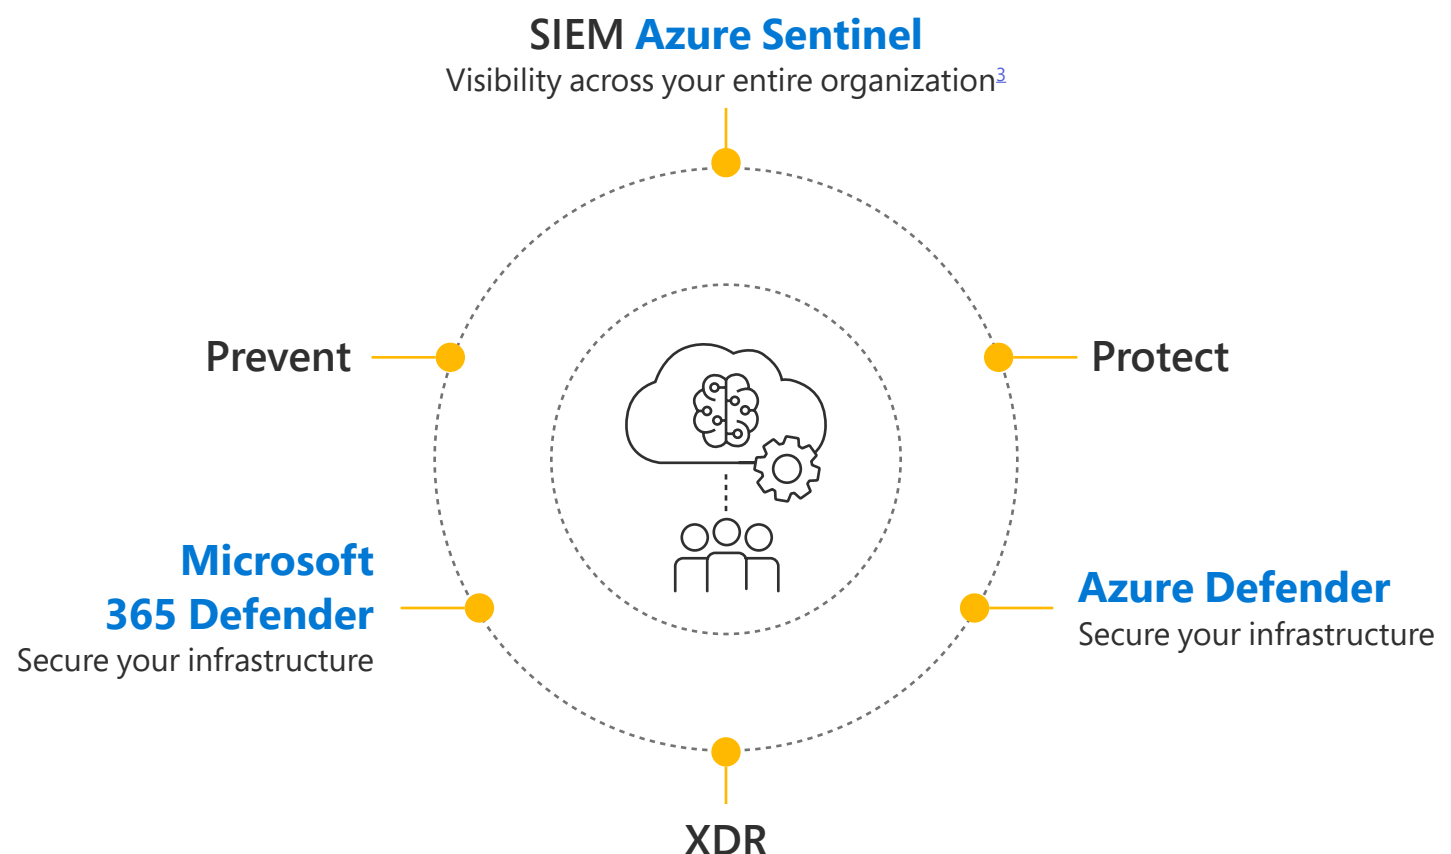 SIEM Azure Sentinel
Visibility across your entire organization3
Prevent
Protect
Microsoft
365 Defender
Secure your infrastructure
Azure Defender
Secure your infrastructure
XDR